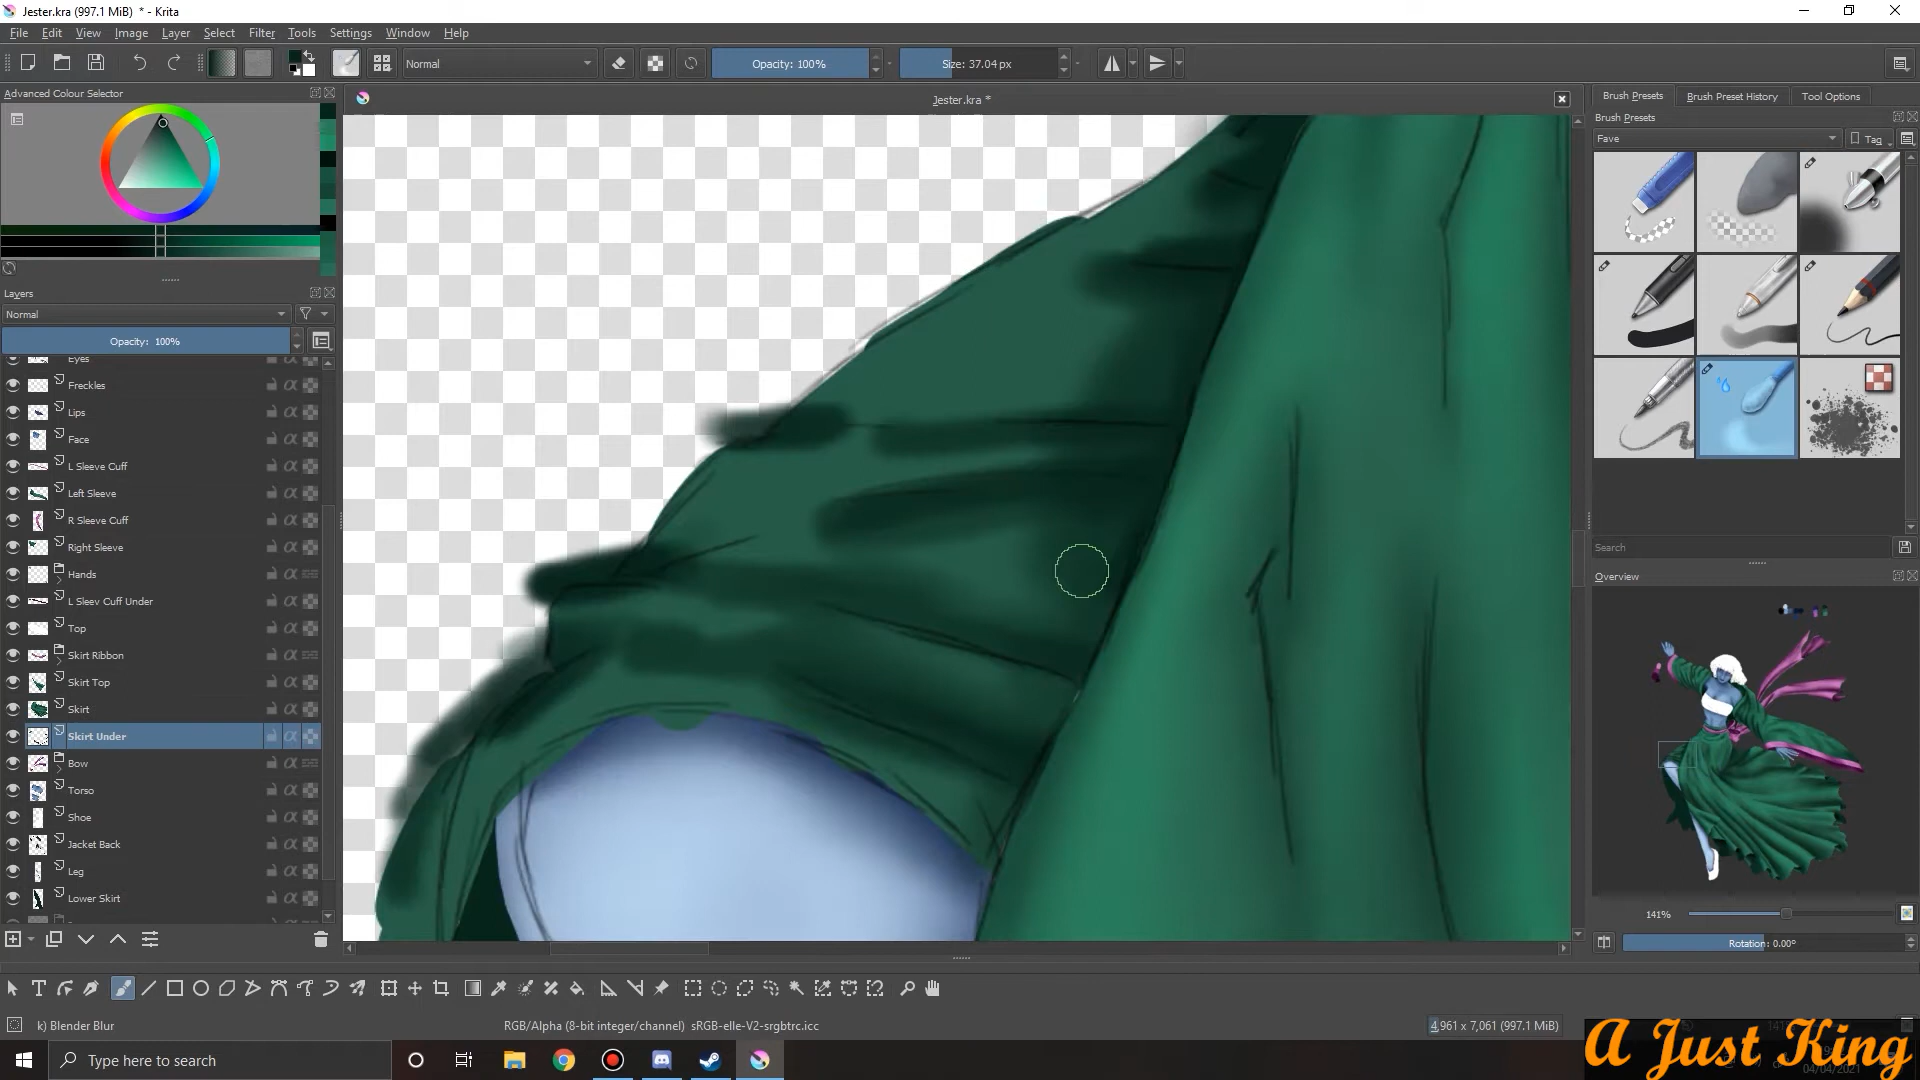 Jester.kra (997.1 MiB)  * - Krita
File Edit View Image Layer Select Filter Tools Settings Window Help
Normal
Opacity: 100%
Size: 37.04 px
Advanced Colour Selector
Jester.kra *
Brush Presets
Brush Preset History
Tool Options
Brush Presets
Fave
Tag
Layers
Normal
Opacity: 100%
Eyes
Freckles
Lips
Face
L Sleeve Cuff
Left Sleeve
R Sleeve Cuff
Right Sleeve
Hands
L Sleev Cuff Under
Top
Skirt Ribbon
Skirt Top
Skirt
Skirt Under
Bow
Torso
Shoe
Jacket Back
Leg
Lower Skirt
Search
Overview
141%
Rotation: 0.00°
k) Blender Blur
RGB/Alpha (8-bit integer/channel)  sRGB-elle-V2-srgbtrc.icc
4,961 x 7,061 (997.1 MiB)
Type here to search
A Just King
04/04/2021